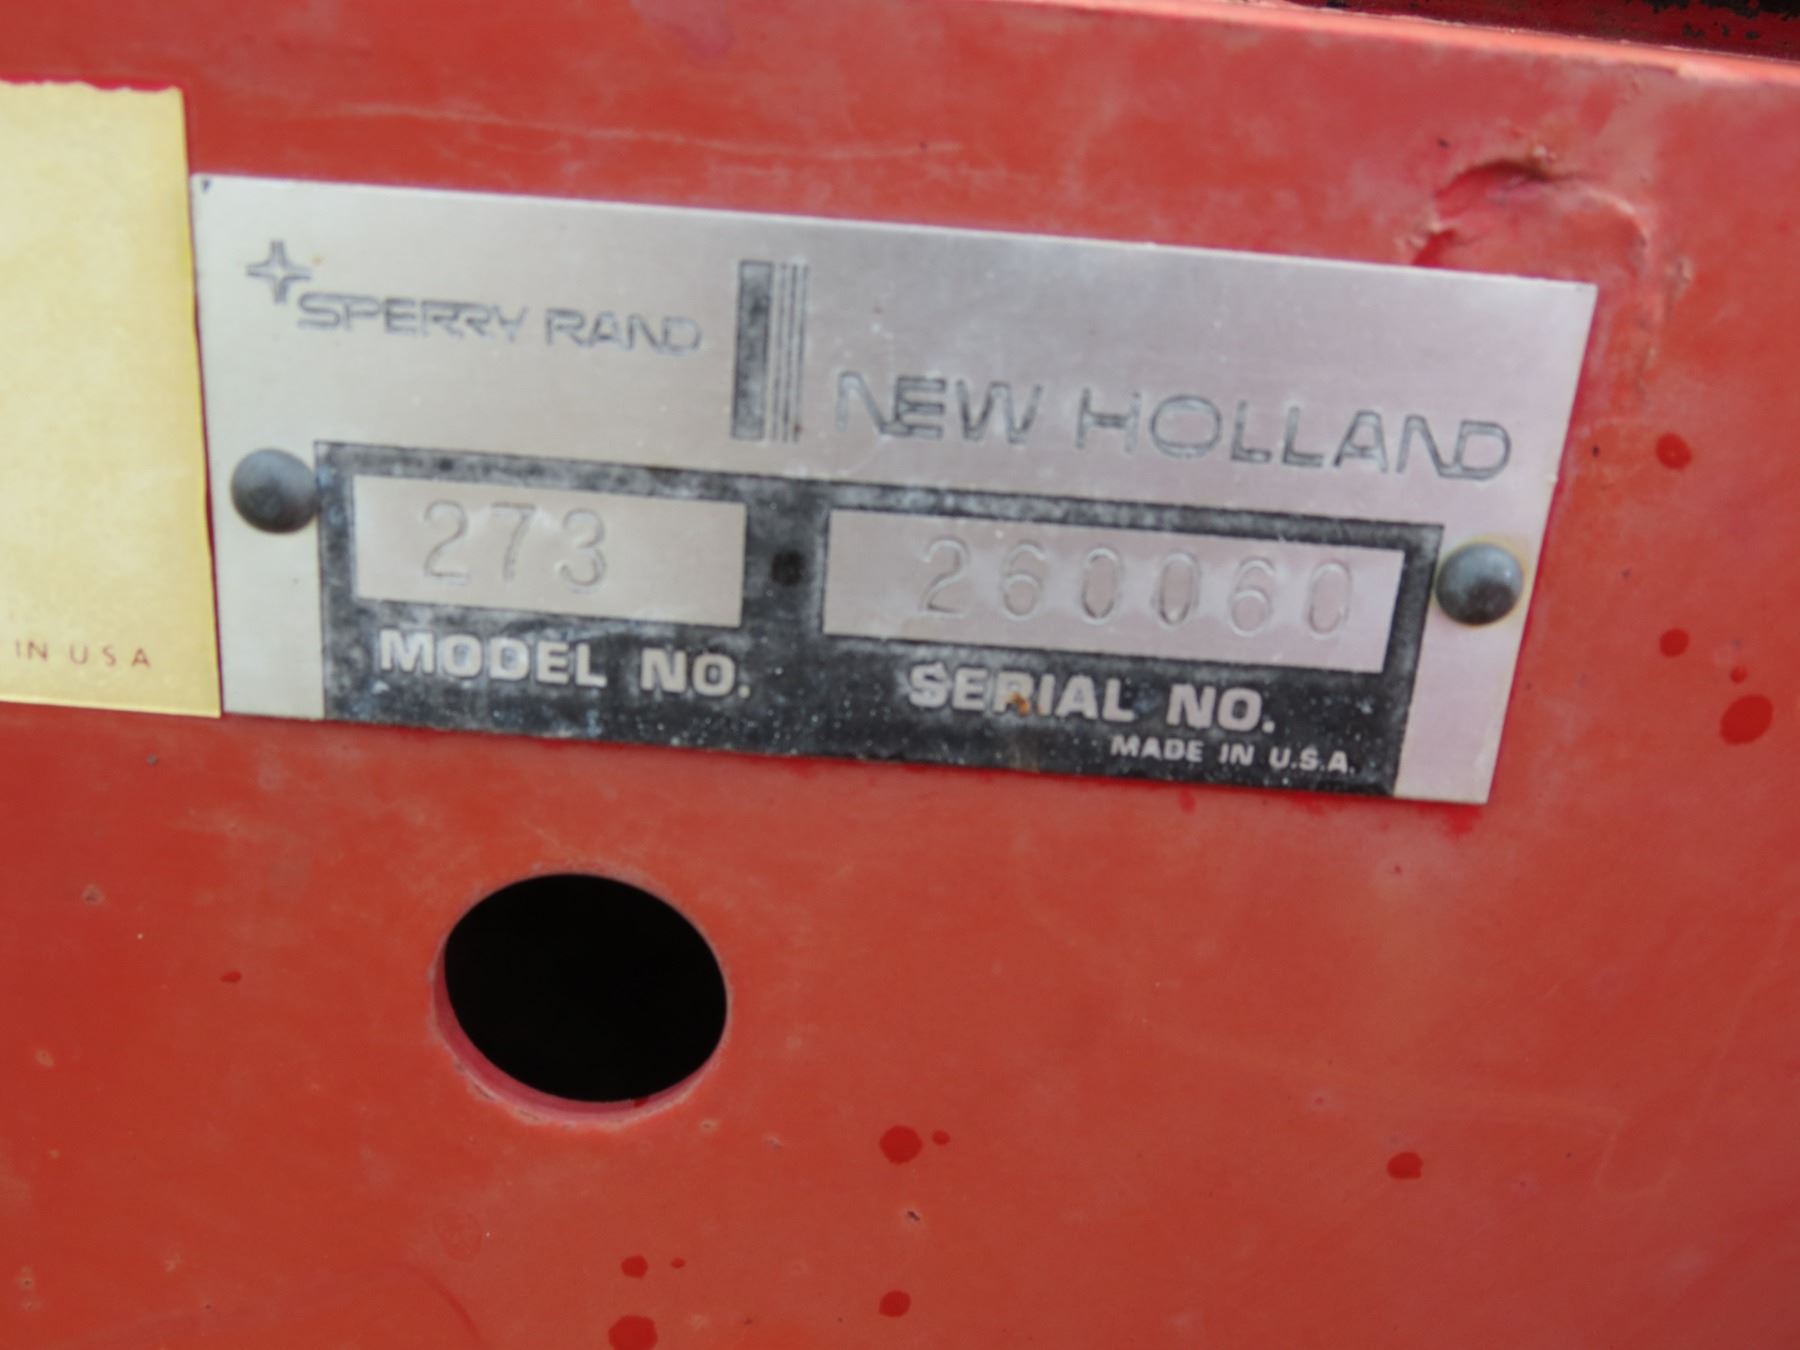 SPERRY RAND
NEW HOLLAND
273
260060
MODEL NO.
SERIAL NO.
MADE IN U.S.A.
IN USA